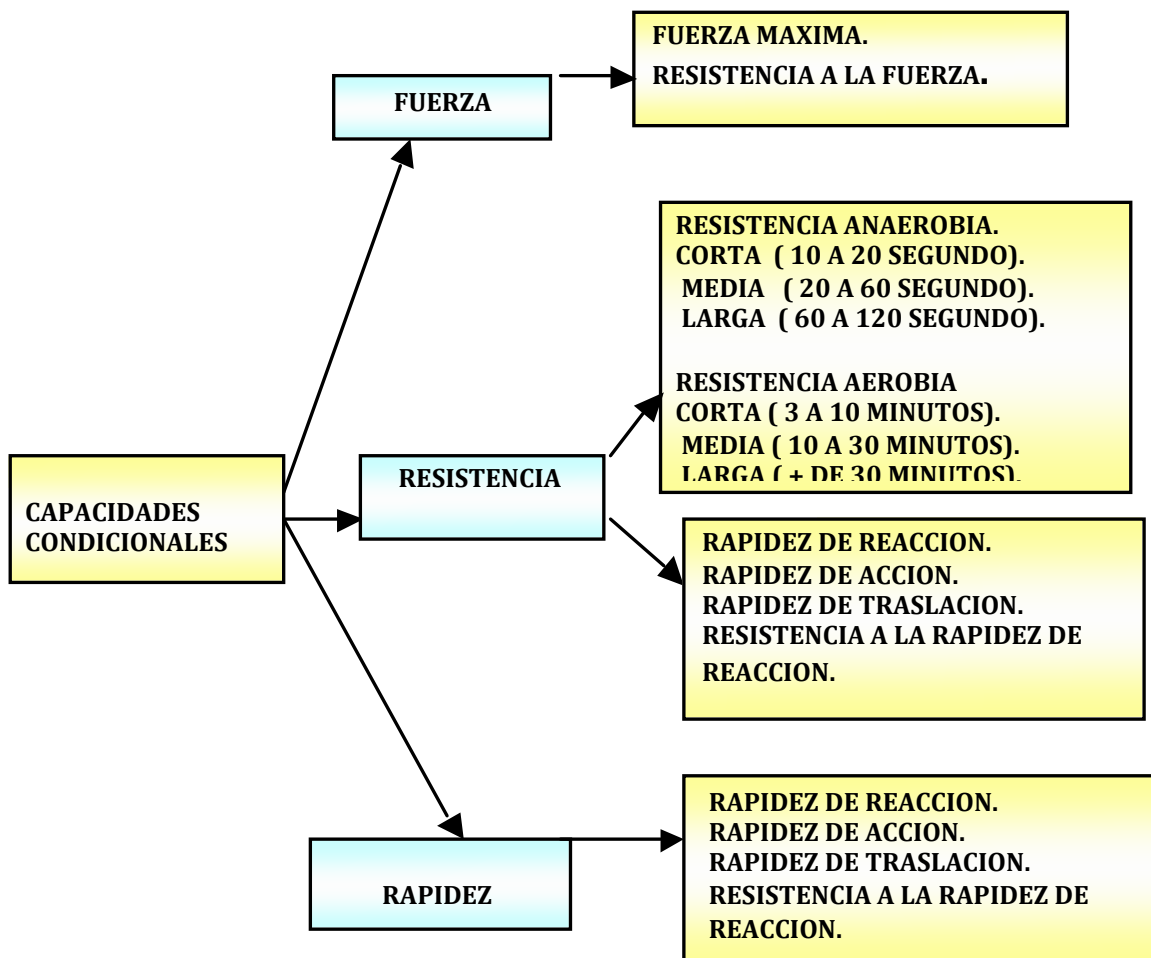 FUERZA MAXIMA.
RESISTENCIA A LA FUERZA.
FUERZA
RESISTENCIA ANAEROBIA.
CORTA ( 10 A 20 SEGUNDO).
MEDIA ( 20 A 60 SEGUNDO).
LARGA ( 60 A 120 SEGUNDO).
RESISTENCIA AEROBIA
CORTA ( 3 A 10 MINUTOS).
MEDIA ( 10 A 30 MINUTOS).
LARGA ( + DE 30 MINUTOS).
RESISTENCIA
CAPACIDADES
CONDICIONALES
RAPIDEZ DE REACCION.
RAPIDEZ DE ACCION.
RAPIDEZ DE TRASLACION.
RESISTENCIA A LA RAPIDEZ DE
REACCION.
RAPIDEZ
RAPIDEZ DE REACCION.
RAPIDEZ DE ACCION.
RAPIDEZ DE TRASLACION.
RESISTENCIA A LA RAPIDEZ DE
REACCION.